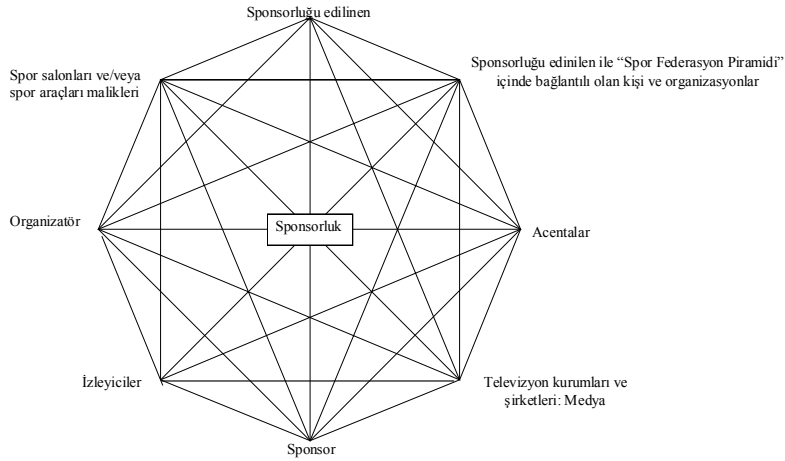 Sponsorluğu edilinen
Spor salonları ve/veya
spor araçları malikleri
Sponsorluğu edinilen ile “Spor Federasyon Piramidi”
içinde bağlantılı olan kişi ve organizasyonlar
Organizatör
Sponsorluk
Acentalar
İzleyiciler
Televizyon kurumları ve
şirketleri: Medya
Sponsor